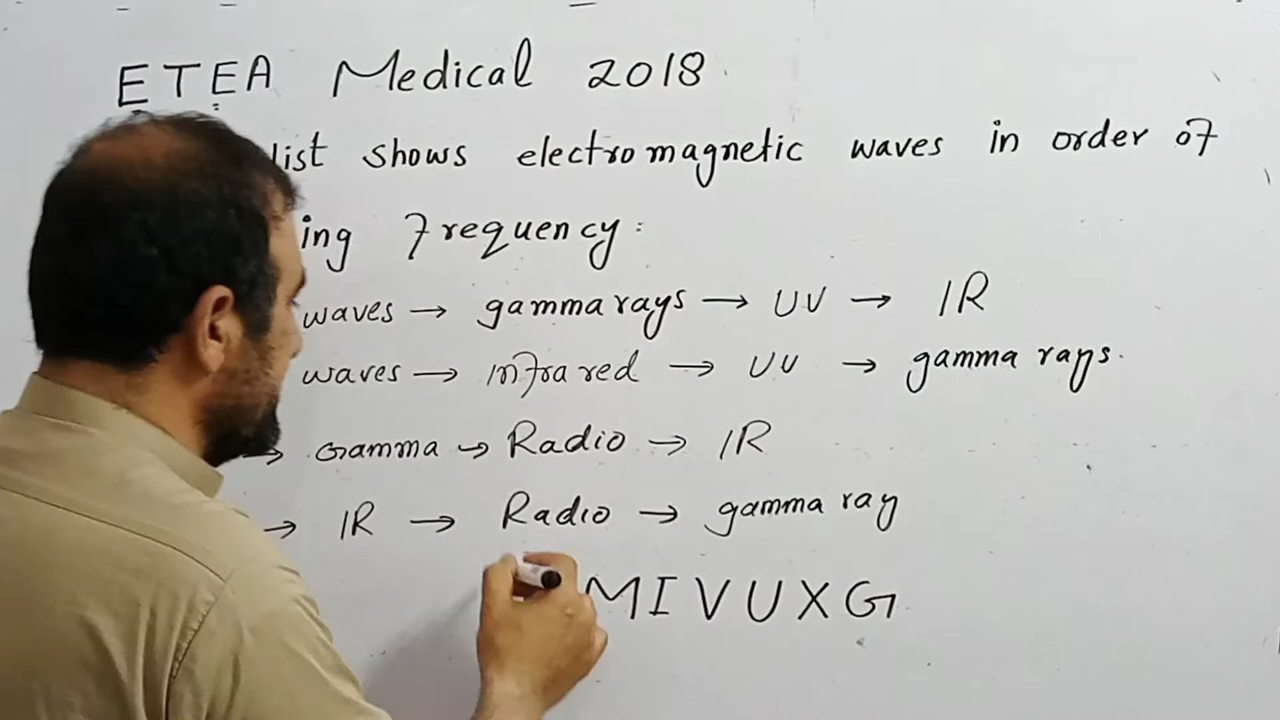 ETEA Medical 2018
list shows electromagnetic waves in order of
ing Frequency:
waves → gamma rays → UV → IR
waves → infrared → UV → gamma rays.
→ Gamma → Radio → IR
→ IR → Radio → gamma ray
MIVUXG